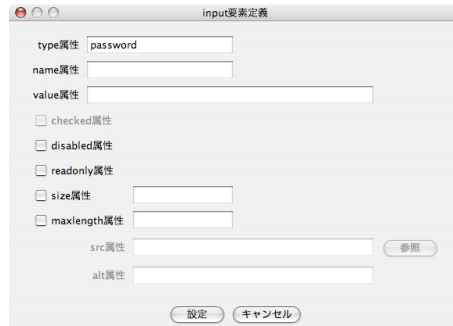 input要素定義
type属性 password
name属性
value属性
checked属性
disabled属性
readonly属性
size属性
maxlength属性
src属性 参照
alt属性
設定 キャンセル